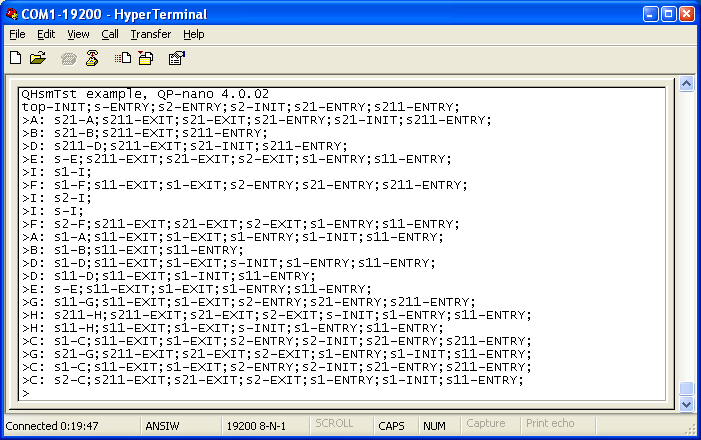 COM1-19200 - HyperTerminal
File Edit View Call Transfer Help
QHsmTst example, QP-nano 4.0.02
top-INIT;s-ENTRY;s2-ENTRY;s2-INIT;s21-ENTRY;s211-ENTRY;
>A: s21-A;s211-EXIT;s21-EXIT;s21-ENTRY;s21-INIT;s211-ENTRY;
>B: s21-B;s211-EXIT;s211-ENTRY;
>D: s211-D;s211-EXIT;s21-INIT;s211-ENTRY;
>E: s-E;s211-EXIT;s21-EXIT;s2-EXIT;s1-ENTRY;s11-ENTRY;
>I: s1-I;
>F: s1-F;s11-EXIT;s1-EXIT;s2-ENTRY;s21-ENTRY;s211-ENTRY;
>I: s2-I;
>I: s-I;
>F: s2-F;s211-EXIT;s21-EXIT;s2-EXIT;s1-ENTRY;s11-ENTRY;
>A: s1-A;s11-EXIT;s1-EXIT;s1-ENTRY;s1-INIT;s11-ENTRY;
>B: s1-B;s11-EXIT;s11-ENTRY;
>D: s1-D;s11-EXIT;s1-EXIT;s-INIT;s1-ENTRY;s11-ENTRY;
>D: s11-D;s11-EXIT;s1-INIT;s11-ENTRY;
>E: s-E;s11-EXIT;s1-EXIT;s1-ENTRY;s11-ENTRY;
>G: s11-G;s11-EXIT;s1-EXIT;s2-ENTRY;s21-ENTRY;s211-ENTRY;
>H: s211-H;s211-EXIT;s21-EXIT;s2-EXIT;s-INIT;s1-ENTRY;s11-ENTRY;
>H: s11-H;s11-EXIT;s1-EXIT;s-INIT;s1-ENTRY;s11-ENTRY;
>C: s1-C;s11-EXIT;s1-EXIT;s2-ENTRY;s2-INIT;s21-ENTRY;s211-ENTRY;
>G: s21-G;s211-EXIT;s21-EXIT;s2-EXIT;s1-ENTRY;s1-INIT;s11-ENTRY;
>C: s1-C;s11-EXIT;s1-EXIT;s2-ENTRY;s2-INIT;s21-ENTRY;s211-ENTRY;
>C: s2-C;s211-EXIT;s21-EXIT;s2-EXIT;s1-ENTRY;s1-INIT;s11-ENTRY;
>
Connected 0:19:47 ANSIW 19200 8-N-1 SCROLL CAPS NUM Capture Print echo